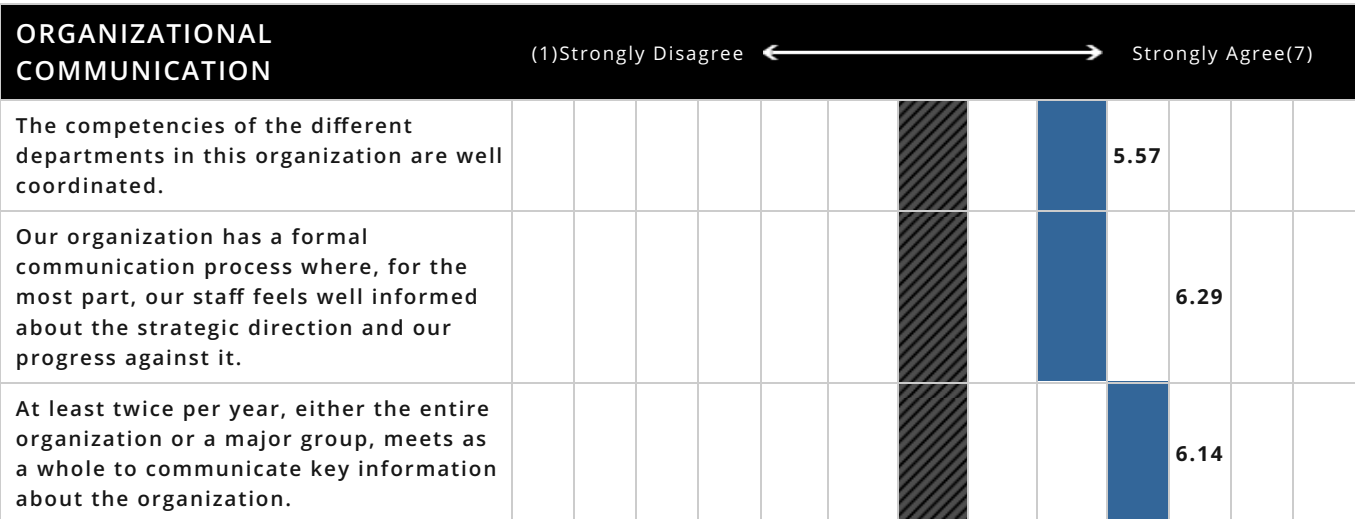 ORGANIZATIONAL
COMMUNICATION
(1)Strongly Disagree
Strongly Agree(7)
The competencies of the different
departments in this organization are well
coordinated.
5.57
Our organization has a formal
communication process where, for the
most part, our staff feels well informed
about the strategic direction and our
progress against it.
6.29
At least twice per year, either the entire
organization or a major group, meets as
a whole to communicate key information
about the organization.
6.14